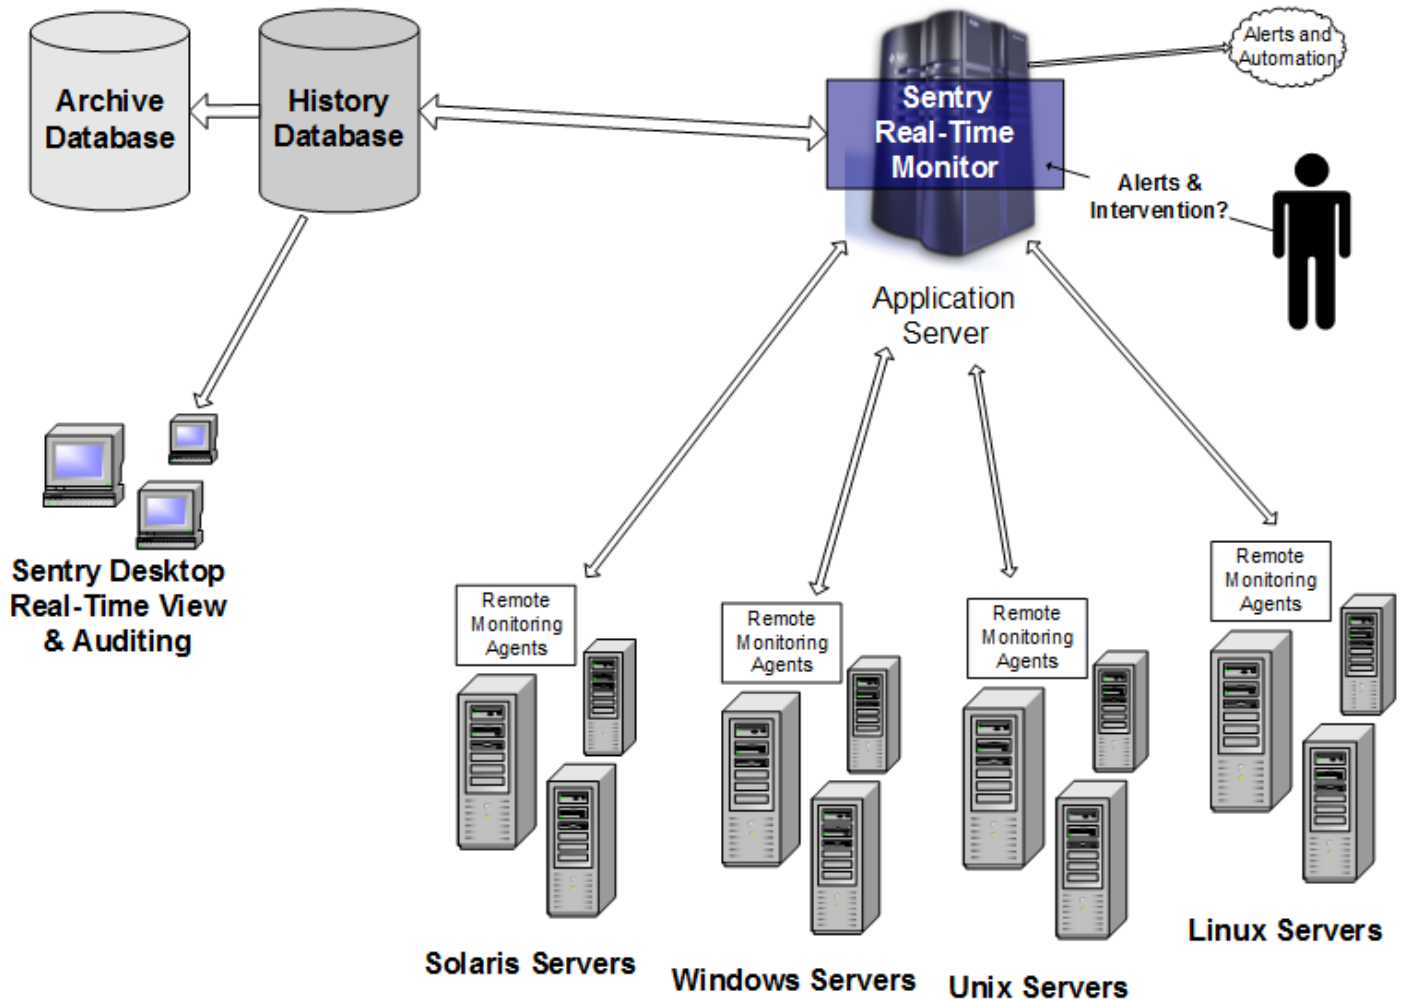 Archive
Database
History
Database
Sentry
Real-Time
Monitor
Alerts and
Automation
Alerts &
Intervention?
Application
Server
Sentry Desktop
Real-Time View
& Auditing
Remote
Monitoring
Agents
Remote
Monitoring
Agents
Remote
Monitoring
Agents
Remote
Monitoring
Agents
Solaris Servers
Windows Servers
Unix Servers
Linux Servers